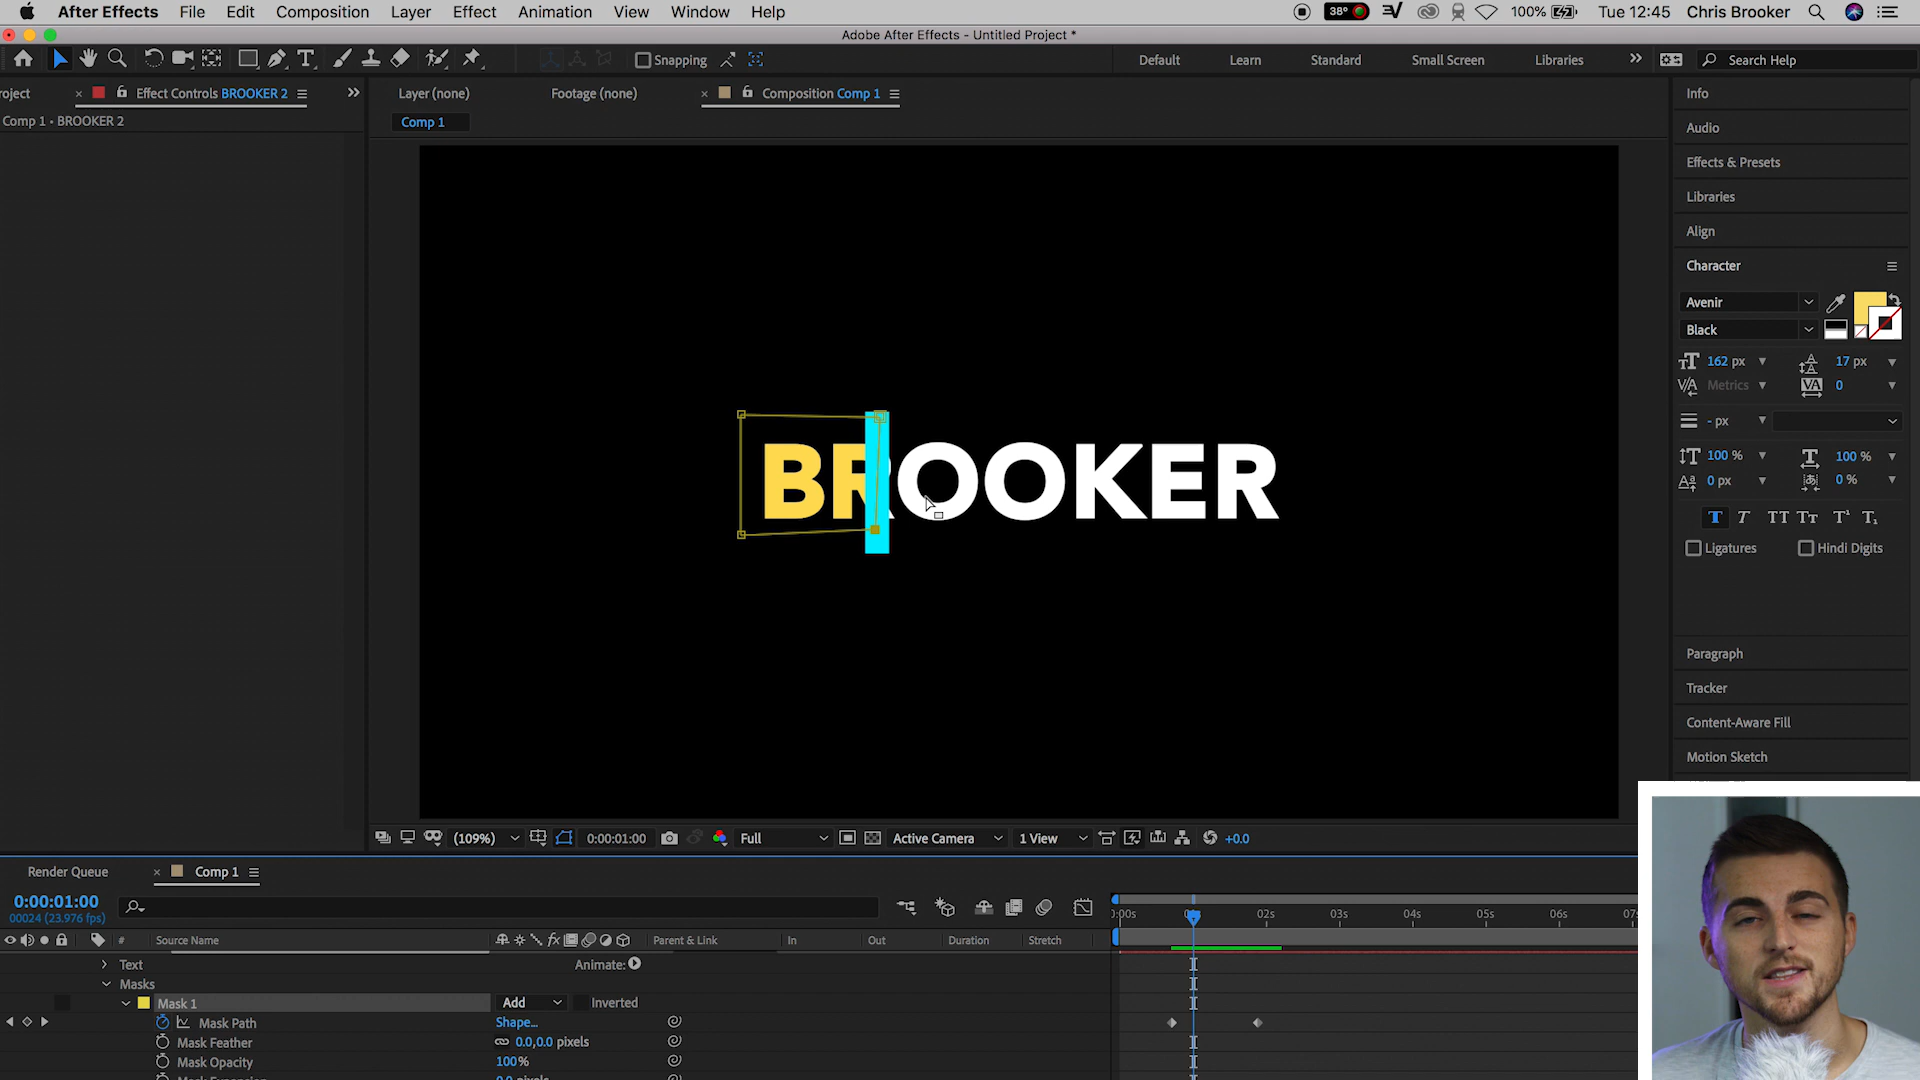 After Effects File Edit Composition Layer Effect Animation View Window Help 38° 100% Tue 12:45 Chris Brooker
Adobe After Effects - Untitled Project *
Snapping Default Learn Standard Small Screen Libraries Search Help
roject Effect Controls BROOKER 2 Layer (none) Footage (none) Composition Comp 1
Comp 1 • BROOKER 2
Comp 1
Info
Audio
Effects & Presets
Libraries
Align
Character
Avenir
Black
162 px 17 px
Metrics 0
- px
100 % 100 %
0 px 0 %
Ligatures Hindi Digits
Paragraph
Tracker
Content-Aware Fill
Motion Sketch
BROOKER
(109%) 0:00:01:00 Full Active Camera 1 View +0.0
Render Queue Comp 1
0:00:01:00
00024 (23.976 fps)
# Source Name Parent & Link In Out Duration Stretch
0:00s 02s 03s 04s 05s 06s 07s
Text Animate:
Masks
Mask 1 Add Inverted
Mask Path Shape...
Mask Feather 0.0,0.0 pixels
Mask Opacity 100%